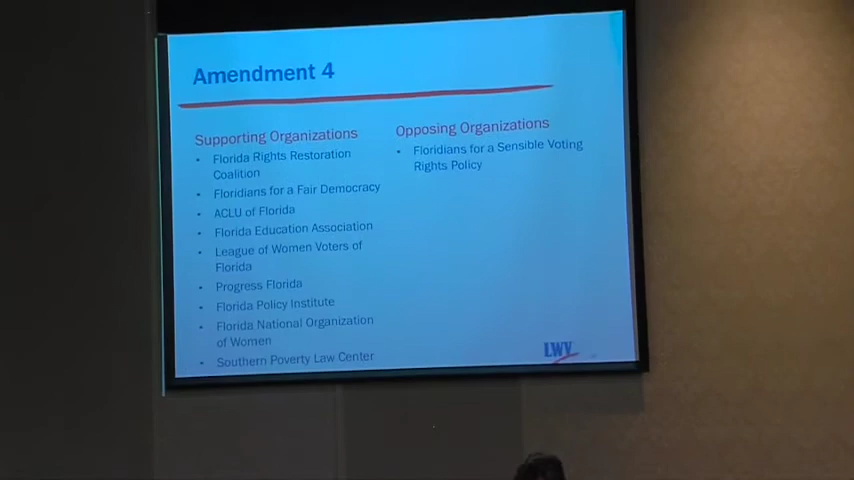 Amendment 4
Supporting Organizations
• Florida Rights Restoration
Coalition
• Floridians for a Fair Democracy
• ACLU of Florida
• Florida Education Association
• League of Women Voters of
Florida
• Progress Florida
• Florida Policy Institute
• Florida National Organization
of Women
• Southern Poverty Law Center
Opposing Organizations
• Floridians for a Sensible Voting
Rights Policy
LWV